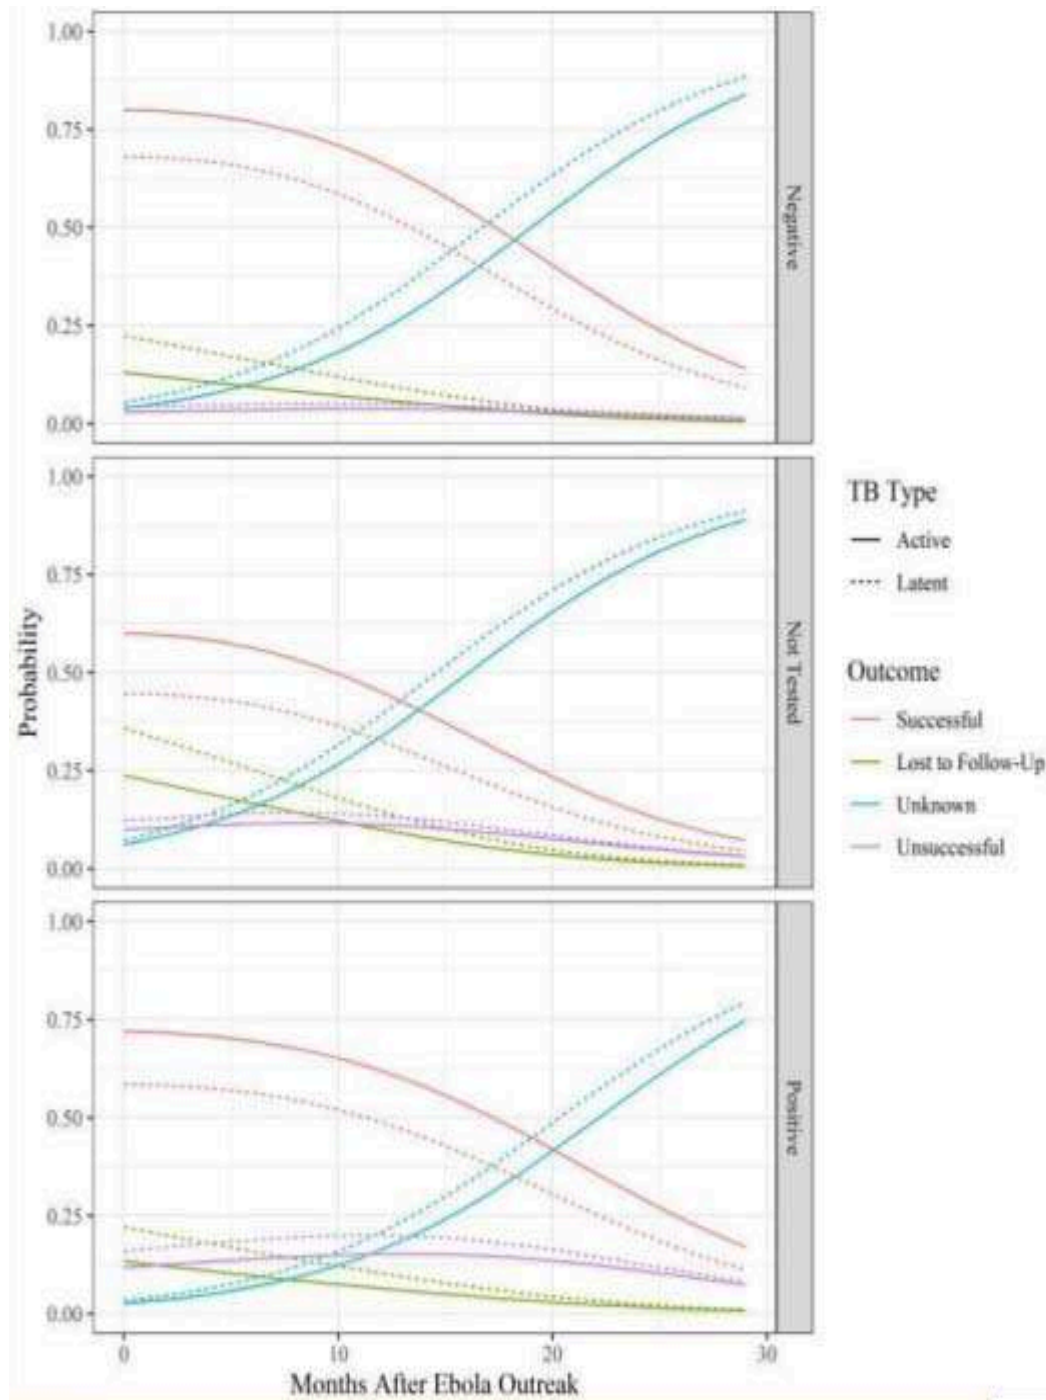 1.00
0.75
0.50
0.25
0.00
Negative
1.00
0.75
0.50
0.25
0.00
Not Tested
1.00
0.75
0.50
0.25
0.00
Positive
0
10
20
30
Probability
Months After Ebola Outreak
TB Type
Active
Latent
Outcome
Successful
Lost to Follow-Up
Unknown
Unsuccessful